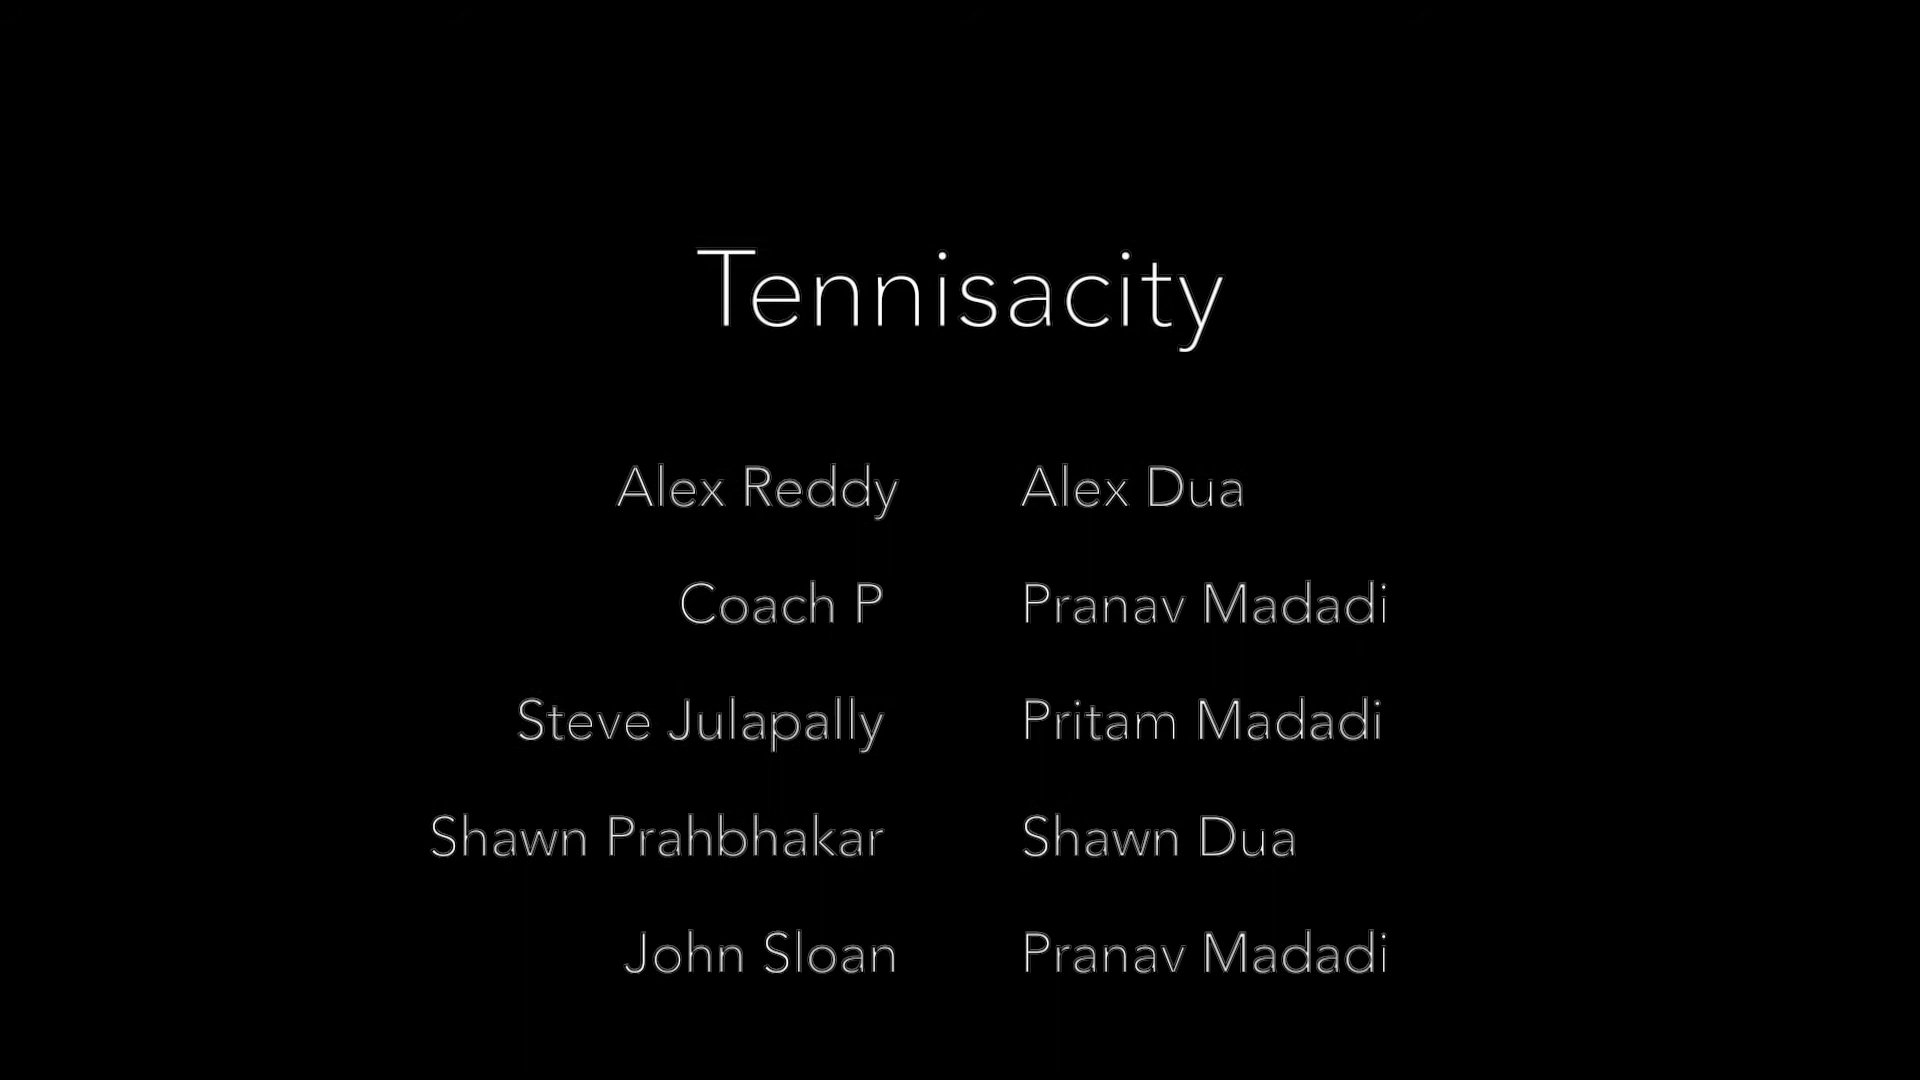 Tennisacity
Alex Reddy Alex Dua
Coach P Pranav Madadi
Steve Julapally Pritam Madadi
Shawn Prahbhakar Shawn Dua
John Sloan Pranav Madadi